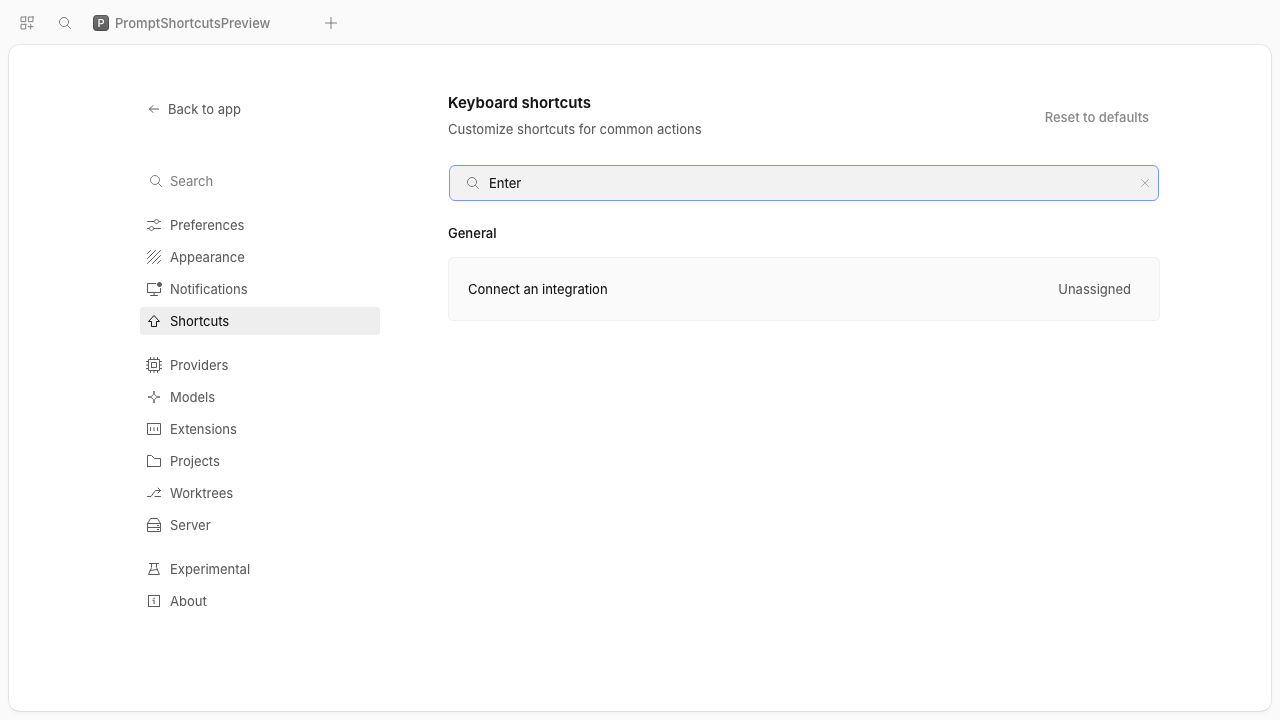 P PromptShortcutsPreview
Back to app
Search
Preferences
Appearance
Notifications
Shortcuts
Providers
Models
Extensions
Projects
Worktrees
Server
Experimental
About
Keyboard shortcuts
Customize shortcuts for common actions
Reset to defaults
Enter
General
Connect an integration Unassigned